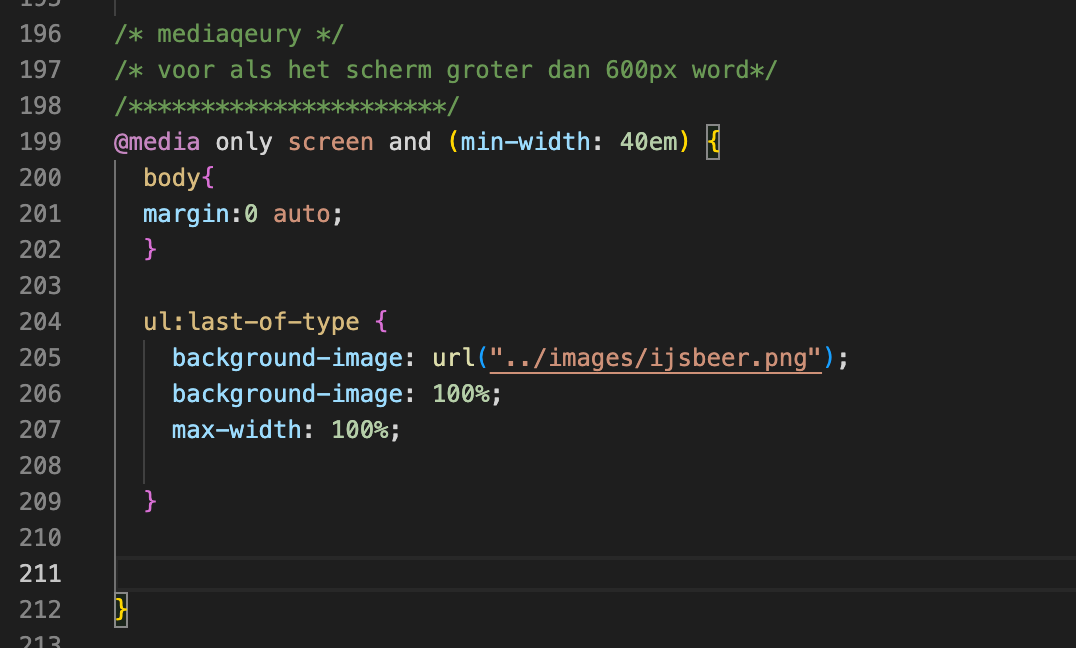 195
196 /* mediaqeury */
197 /* voor als het scherm groter dan 600px word*/
198 /**********************/
199 @media only screen and (min-width: 40em) {
200 body{
201 margin:0 auto;
202 }
203
204 ul:last-of-type {
205 background-image: url("../images/ijsbeer.png");
206 background-image: 100%;
207 max-width: 100%;
208
209 }
210
211
212 }
213